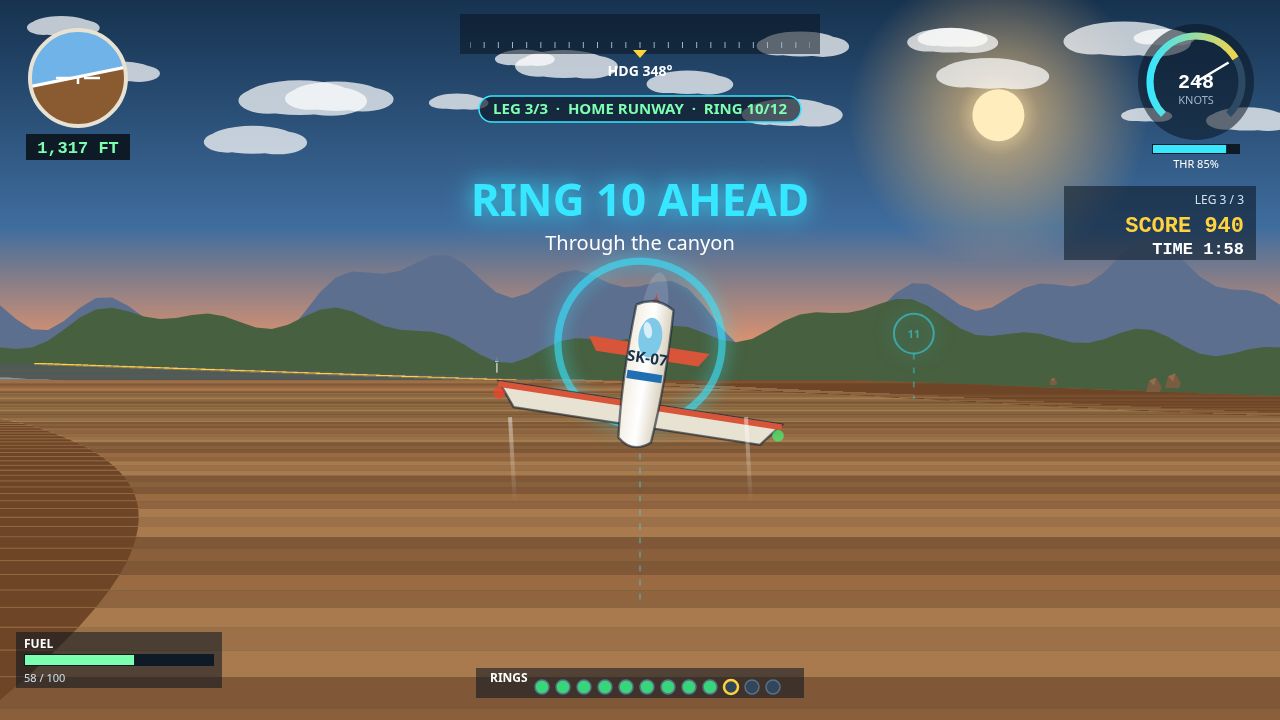 HDG 348°
LEG 3/3 · HOME RUNWAY · RING 10/12
1,317 FT
248
KNOTS
THR 85%
LEG 3 / 3
SCORE 940
TIME 1:58
RING 10 AHEAD
Through the canyon
11
SK-07
FUEL
58 / 100
RINGS